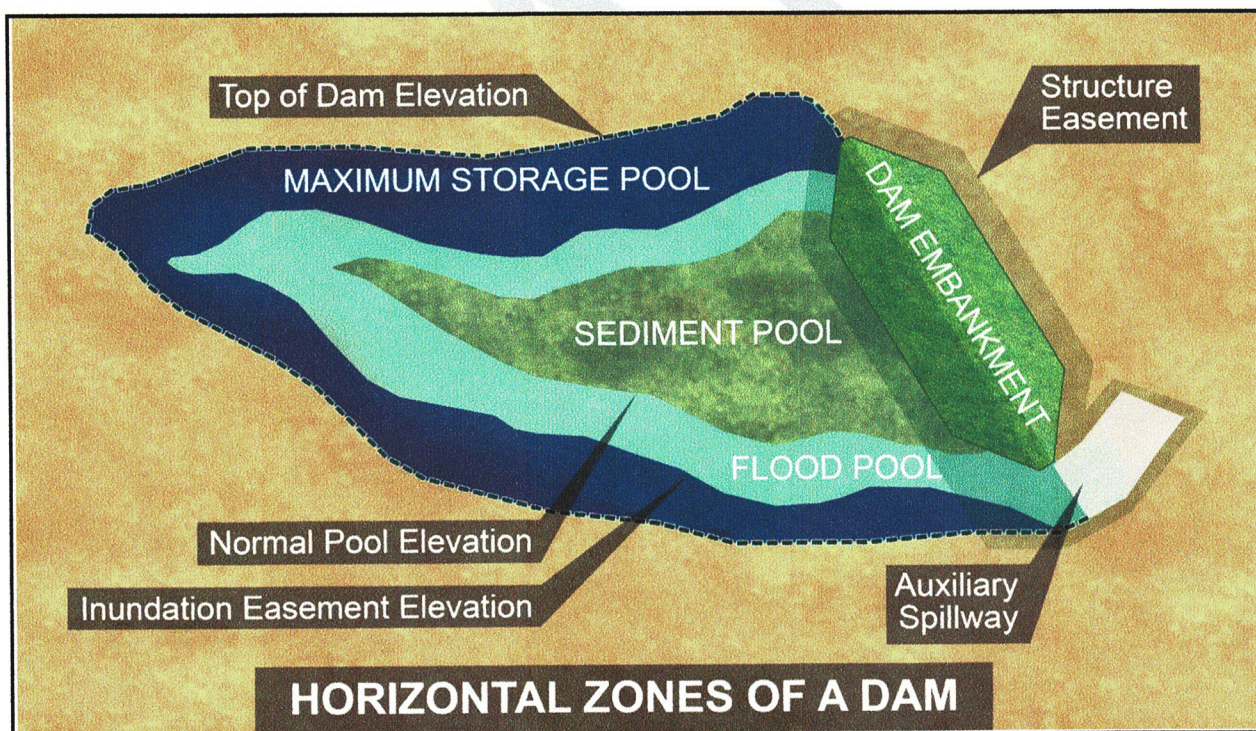 Top of Dam Elevation
Structure
Easement
MAXIMUM STORAGE POOL
DAM EMBANKMENT
SEDIMENT POOL
FLOOD POOL
Normal Pool Elevation
Inundation Easement Elevation
Auxiliary
Spillway
HORIZONTAL ZONES OF A DAM